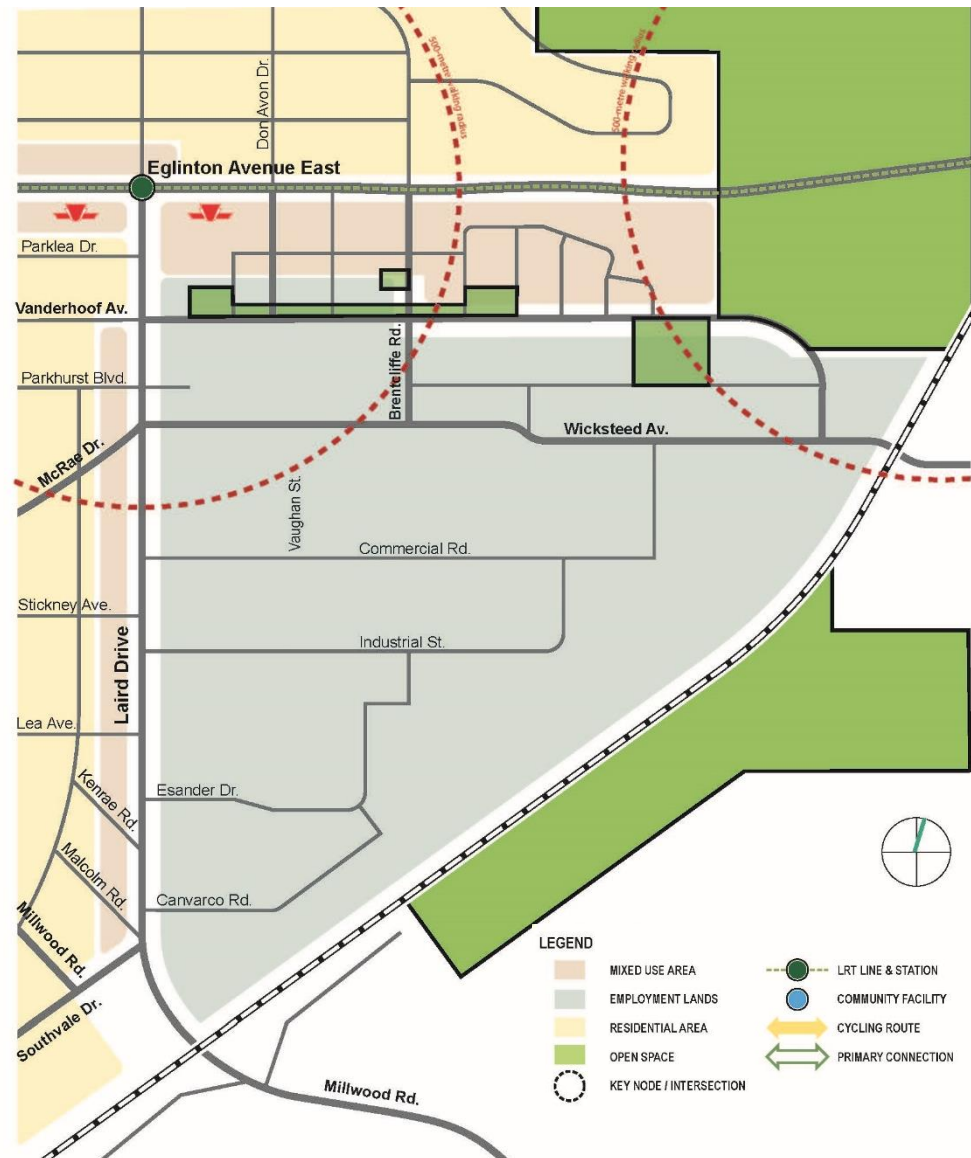 500-metre walking radius
500-metre walking radius
Don Avon Dr.
Eglinton Avenue East
Parklea Dr.
Vanderhoof Av.
Brentcliffe Rd.
Parkhurst Blvd.
Wicksteed Av.
McRae Dr.
Vaughan St.
Commercial Rd.
Stickney Ave.
Industrial St.
Laird Drive
Lea Ave.
Kenrae Rd.
Esander Dr.
Malcolm Rd.
Canvarco Rd.
Millwood Rd.
Southvale Dr.
Millwood Rd.
LEGEND
MIXED USE AREA
EMPLOYMENT LANDS
RESIDENTIAL AREA
OPEN SPACE
KEY NODE / INTERSECTION
LRT LINE & STATION
COMMUNITY FACILITY
CYCLING ROUTE
PRIMARY CONNECTION